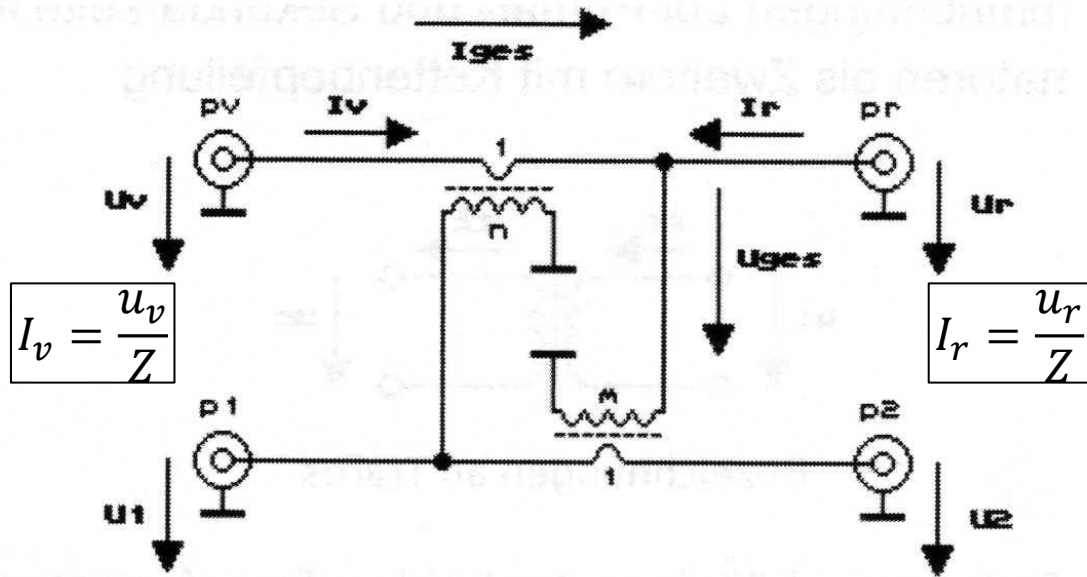 Iges
pv Iv Ir pr
1
Uv n Uges Ur
I_v = u_v/Z I_r = u_r/Z
p1 M p2
1
U1 U2